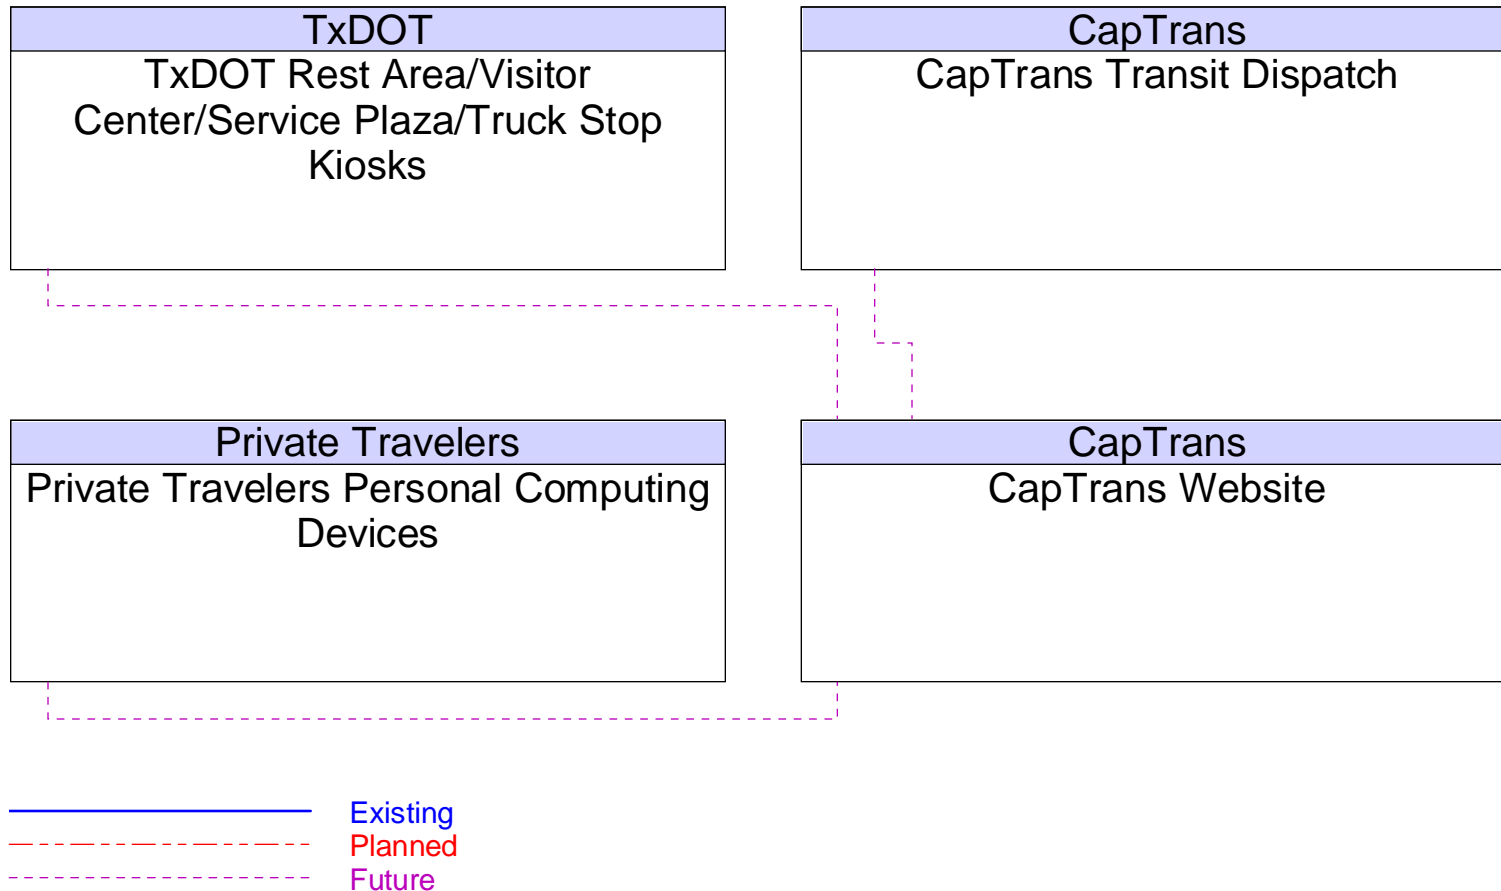 TxDOT
TxDOT Rest Area/Visitor
Center/Service Plaza/Truck Stop
Kiosks
CapTrans
CapTrans Transit Dispatch
Private Travelers
Private Travelers Personal Computing
Devices
CapTrans
CapTrans Website
Existing
Planned
Future